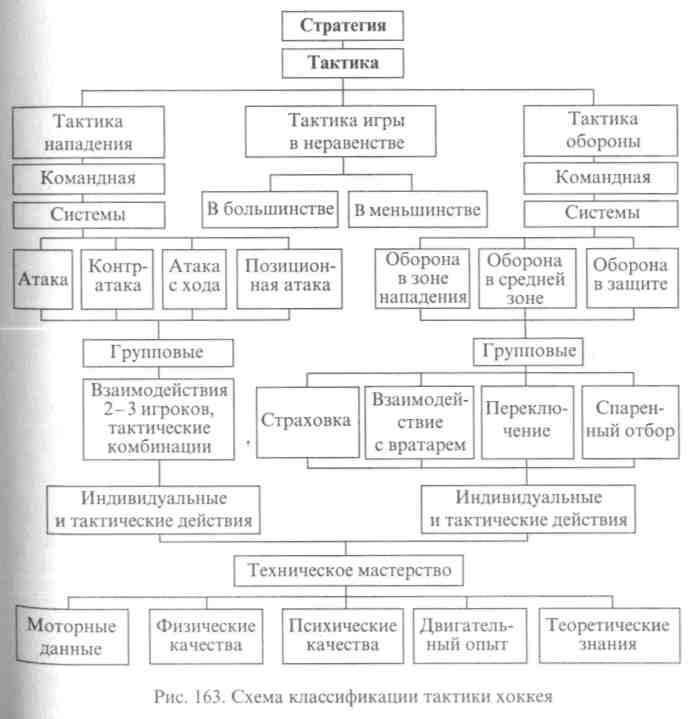 Стратегия
Тактика
Тактика
нападения
Тактика игры
в неравенстве
Тактика
обороны
Командная
Командная
Системы
В большинстве
В меньшинстве
Системы
Атака
Контр-
атака
Атака
с хода
Позицион-
ная атака
Оборона
в зоне
нападения
Оборона
в средней
зоне
Оборона
в защите
Групповые
Групповые
Взаимодействия
2–3 игроков,
тактические
комбинации
Страховка
Взаимодей-
ствие
с вратарем
Переклю-
чение
Спарен-
ный отбор
Индивидуальные
и тактические действия
Индивидуальные
и тактические действия
Техническое мастерство
Моторные
данные
Физические
качества
Психические
качества
Двигатель-
ный опыт
Теоретические
знания
Рис. 163. Схема классификации тактики хоккея